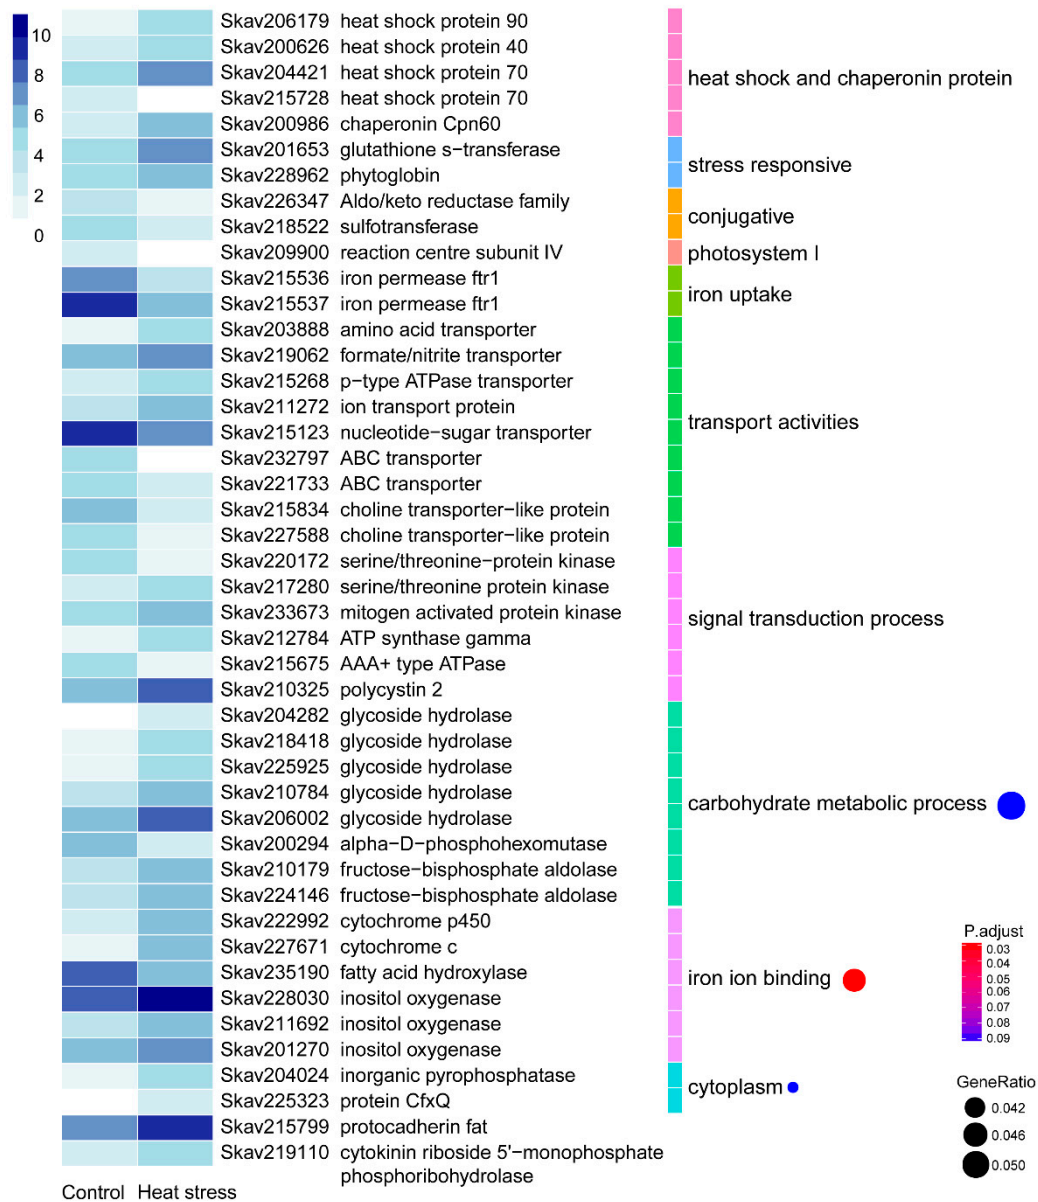 10
8
6
4
2
0
Skav206179 heat shock protein 90
Skav200626 heat shock protein 40
Skav204421 heat shock protein 70
Skav215728 heat shock protein 70
Skav200986 chaperonin Cpn60
heat shock and chaperonin protein
Skav201653 glutathione s−transferase
Skav228962 phytoglobin
stress responsive
Skav226347 Aldo/keto reductase family
Skav218522 sulfotransferase
conjugative
Skav209900 reaction centre subunit IV
photosystem I
Skav215536 iron permease ftr1
Skav215537 iron permease ftr1
iron uptake
Skav203888 amino acid transporter
Skav219062 formate/nitrite transporter
Skav215268 p−type ATPase transporter
Skav211272 ion transport protein
Skav215123 nucleotide−sugar transporter
Skav232797 ABC transporter
Skav221733 ABC transporter
Skav215834 choline transporter−like protein
Skav227588 choline transporter−like protein
transport activities
Skav220172 serine/threonine−protein kinase
Skav217280 serine/threonine protein kinase
Skav233673 mitogen activated protein kinase
Skav212784 ATP synthase gamma
Skav215675 AAA+ type ATPase
Skav210325 polycystin 2
signal transduction process
Skav204282 glycoside hydrolase
Skav218418 glycoside hydrolase
Skav225925 glycoside hydrolase
Skav210784 glycoside hydrolase
Skav206002 glycoside hydrolase
Skav200294 alpha−D−phosphohexomutase
Skav210179 fructose−bisphosphate aldolase
Skav224146 fructose−bisphosphate aldolase
carbohydrate metabolic process
Skav222992 cytochrome p450
Skav227671 cytochrome c
Skav235190 fatty acid hydroxylase
Skav228030 inositol oxygenase
Skav211692 inositol oxygenase
Skav201270 inositol oxygenase
iron ion binding
Skav204024 inorganic pyrophosphatase
Skav225323 protein CfxQ
cytoplasm
Skav215799 protocadherin fat
Skav219110 cytokinin riboside 5'−monophosphate
phosphoribohydrolase
Control Heat stress
P.adjust
0.03
0.04
0.05
0.06
0.07
0.08
0.09
GeneRatio
0.042
0.046
0.050